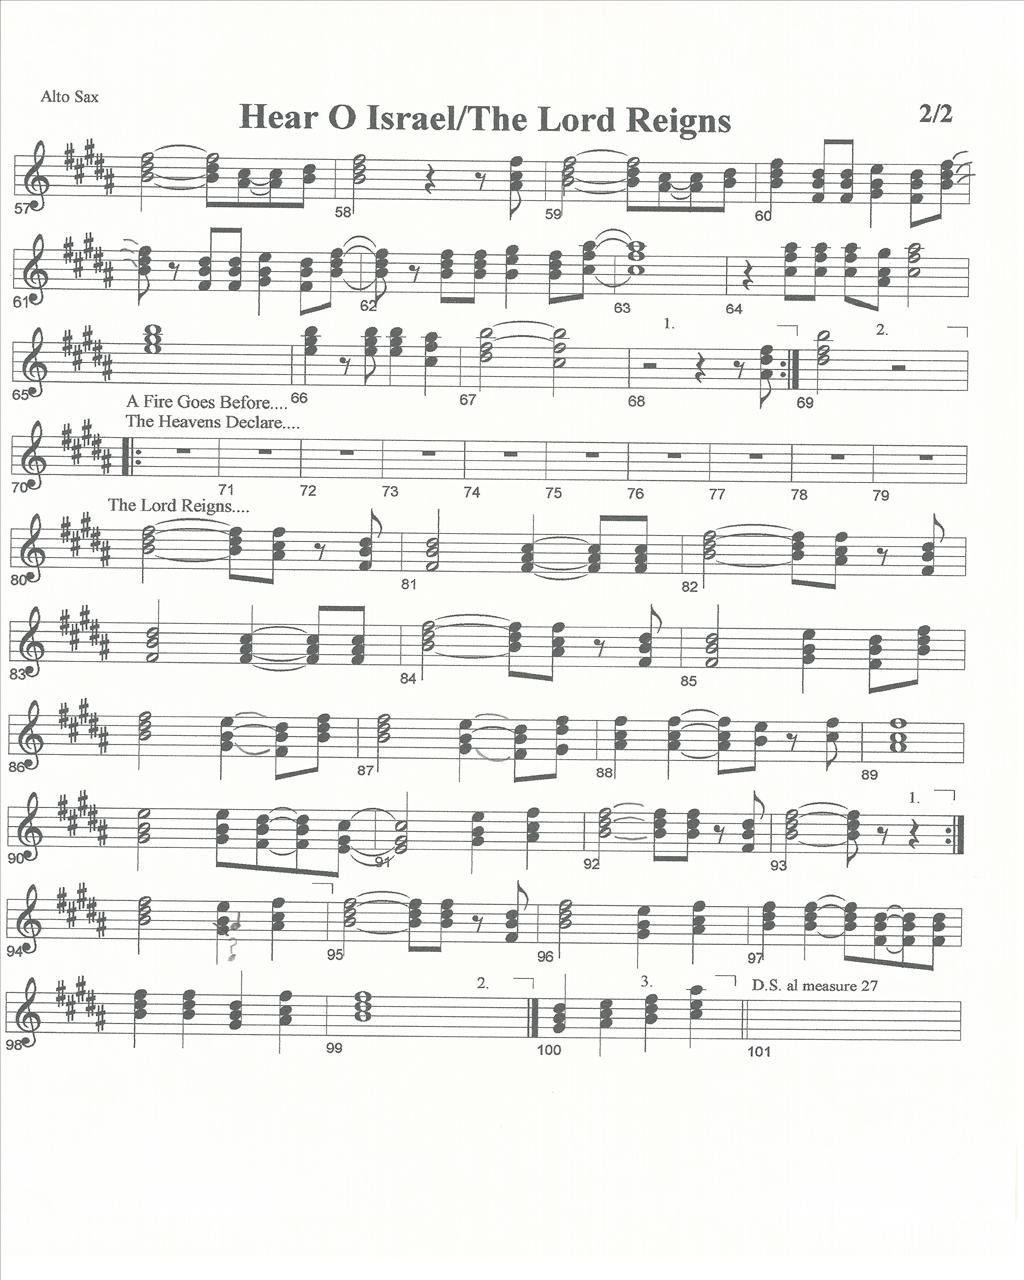 Alto Sax
Hear O Israel/The Lord Reigns
2/2
57 58 59 60
61 62 63 64
1. 2.
65 66 67 68 69
A Fire Goes Before....
The Heavens Declare....
70 71 72 73 74 75 76 77 78 79
The Lord Reigns....
80 81 82
83 84 85
86 87 88 89
1.
90 91 92 93
94 95 96 97
?
2. 3. D.S. al measure 27
98 99 100 101